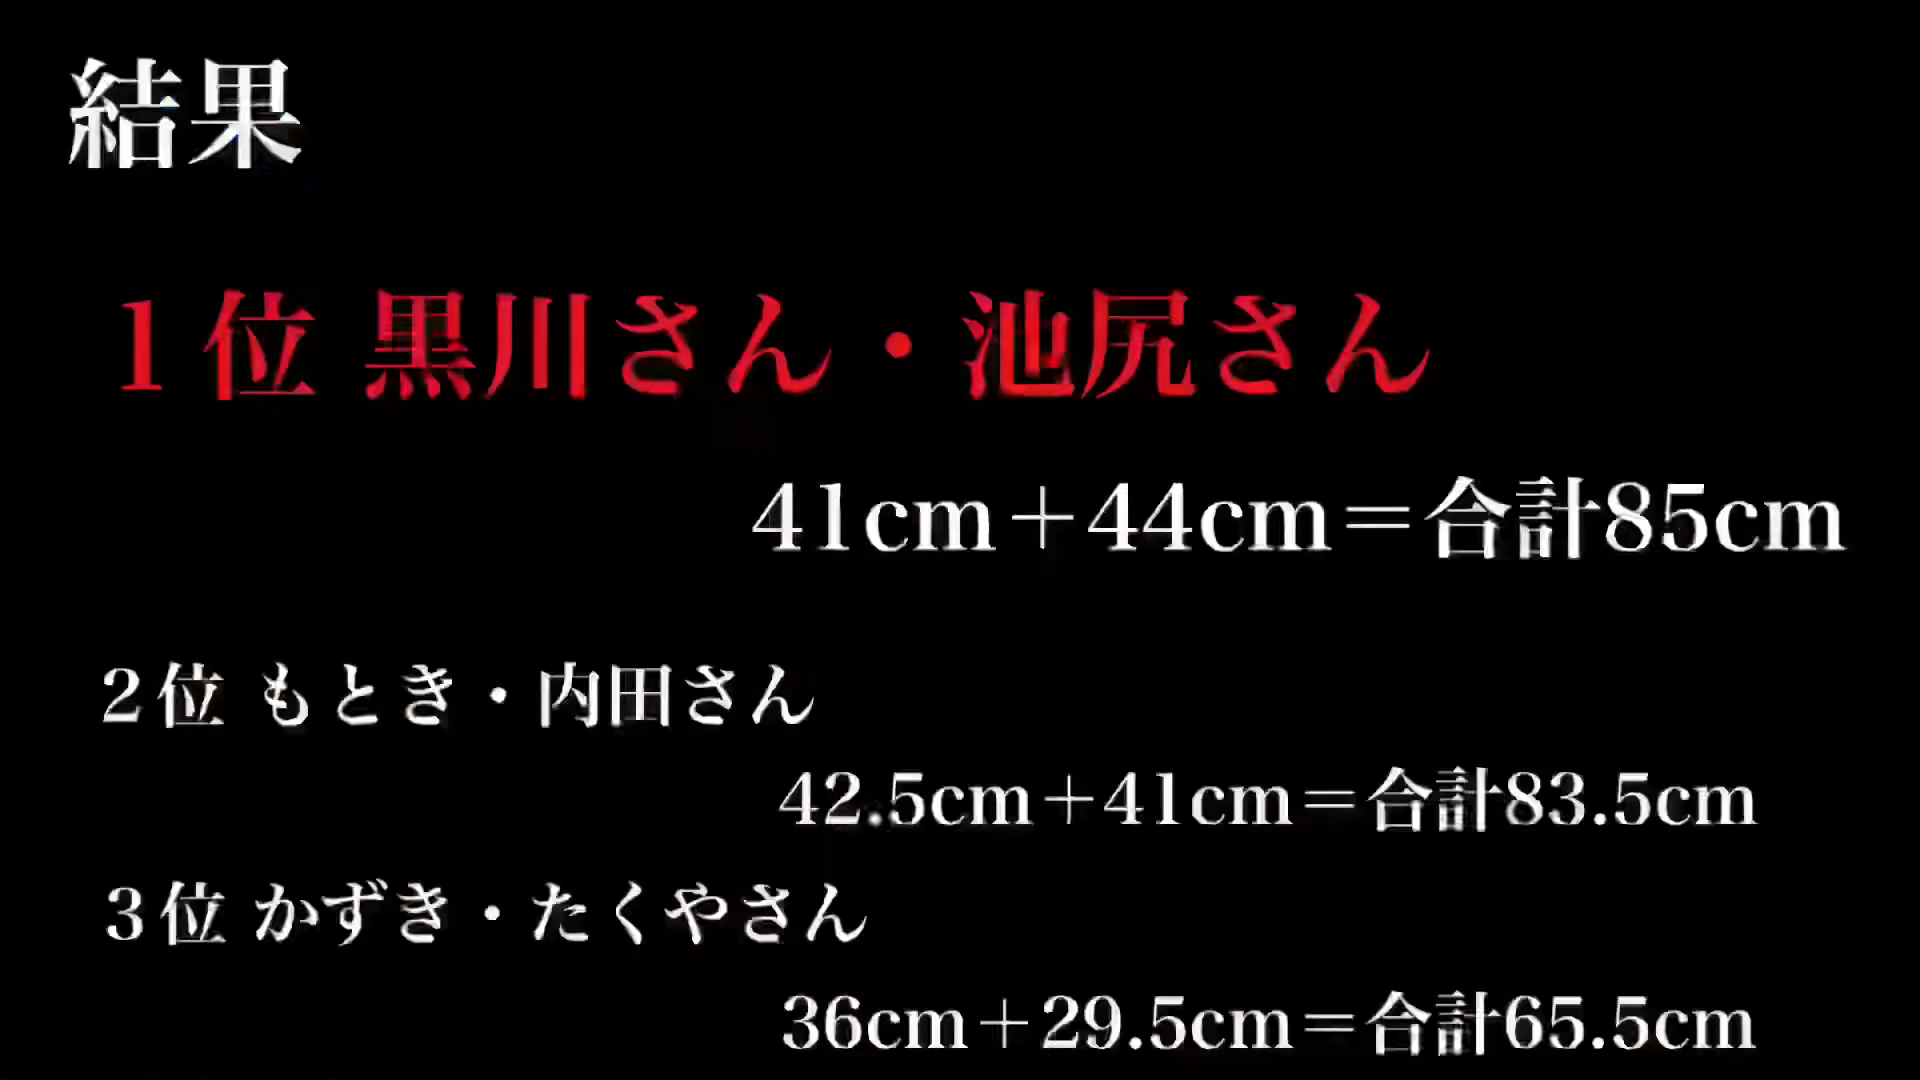 結果
1位 黒川さん・池尻さん
41cm＋44cm＝合計85cm
2位 もとき・内田さん
42.5cm＋41cm＝合計83.5cm
3位 かずき・たくやさん
36cm＋29.5cm＝合計65.5cm